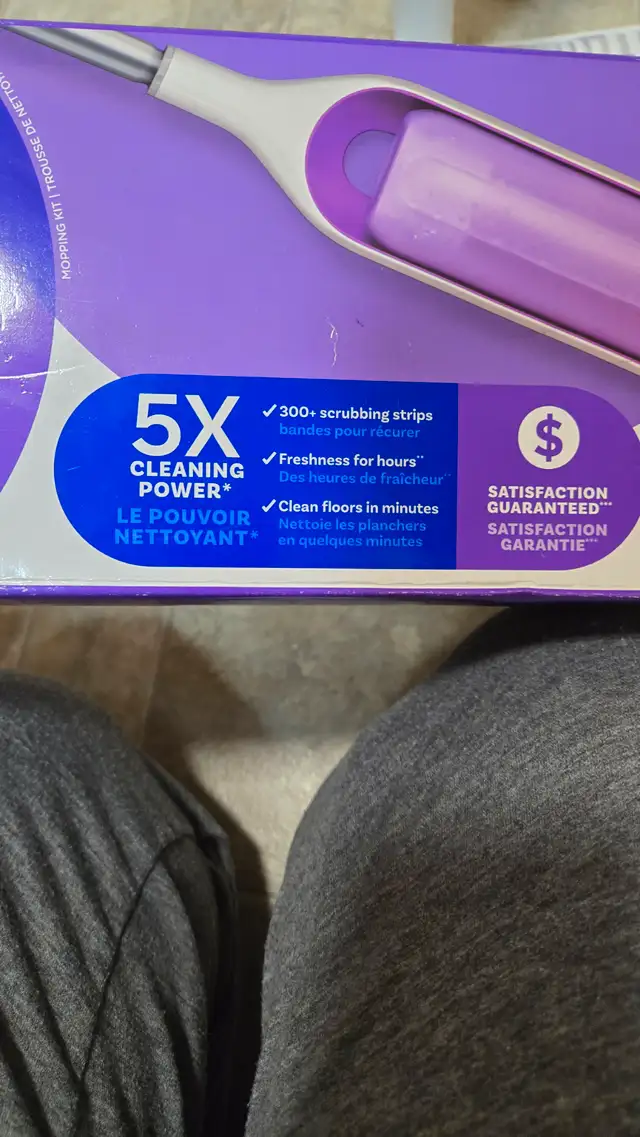 MOPPING KIT | TROUSSE DE
5X
CLEANING
POWER*
LE POUVOIR
NETTOYANT*
✓ 300+ scrubbing strips
bandes pour récurer
✓ Freshness for hours**
Des heures de fraîcheur**
✓ Clean floors in minutes
Nettoie les planchers
en quelques minutes
$
SATISFACTION
GUARANTEED***
SATISFACTION
GARANTIE***